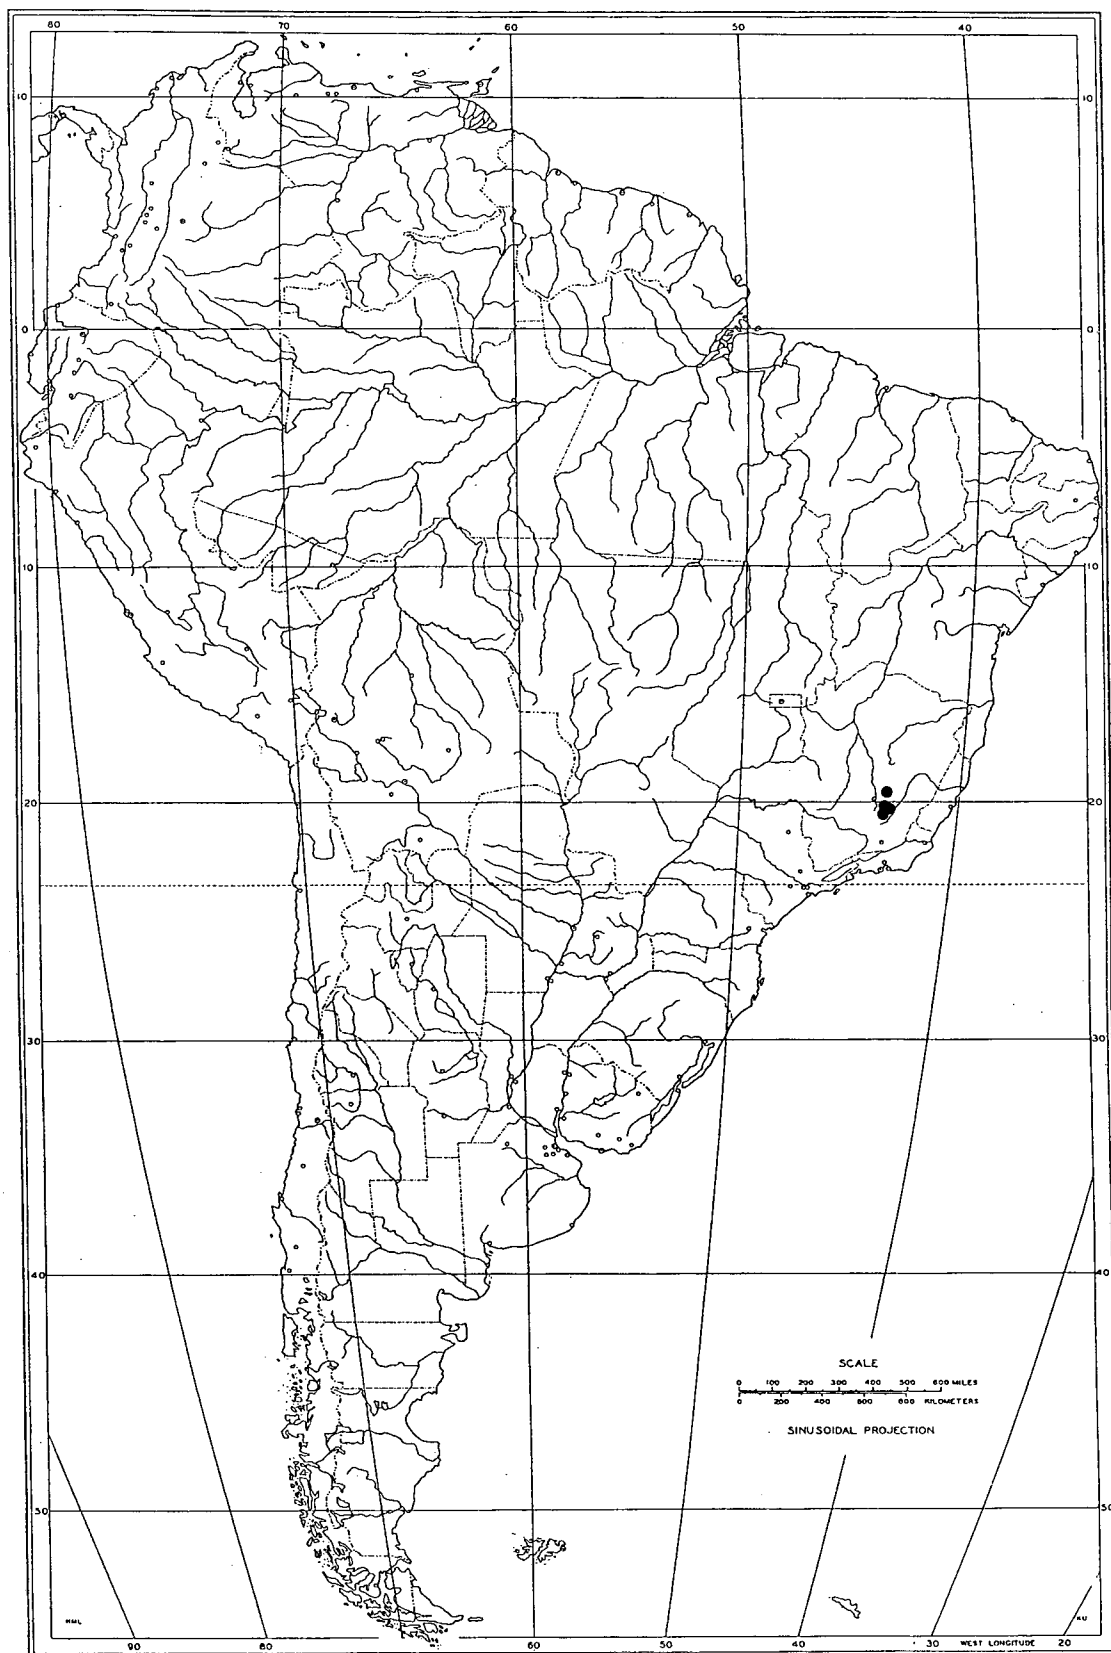 80 70 60 50 40
10 10
0 0
10 10
20 20
30 30
40 40
SCALE
0 100 200 300 400 500 600 MILES
0 200 400 600 800 KILOMETERS
SINUSOIDAL PROJECTION
50 50
HML KU
90 80 60 40 30 WEST LONGITUDE 20